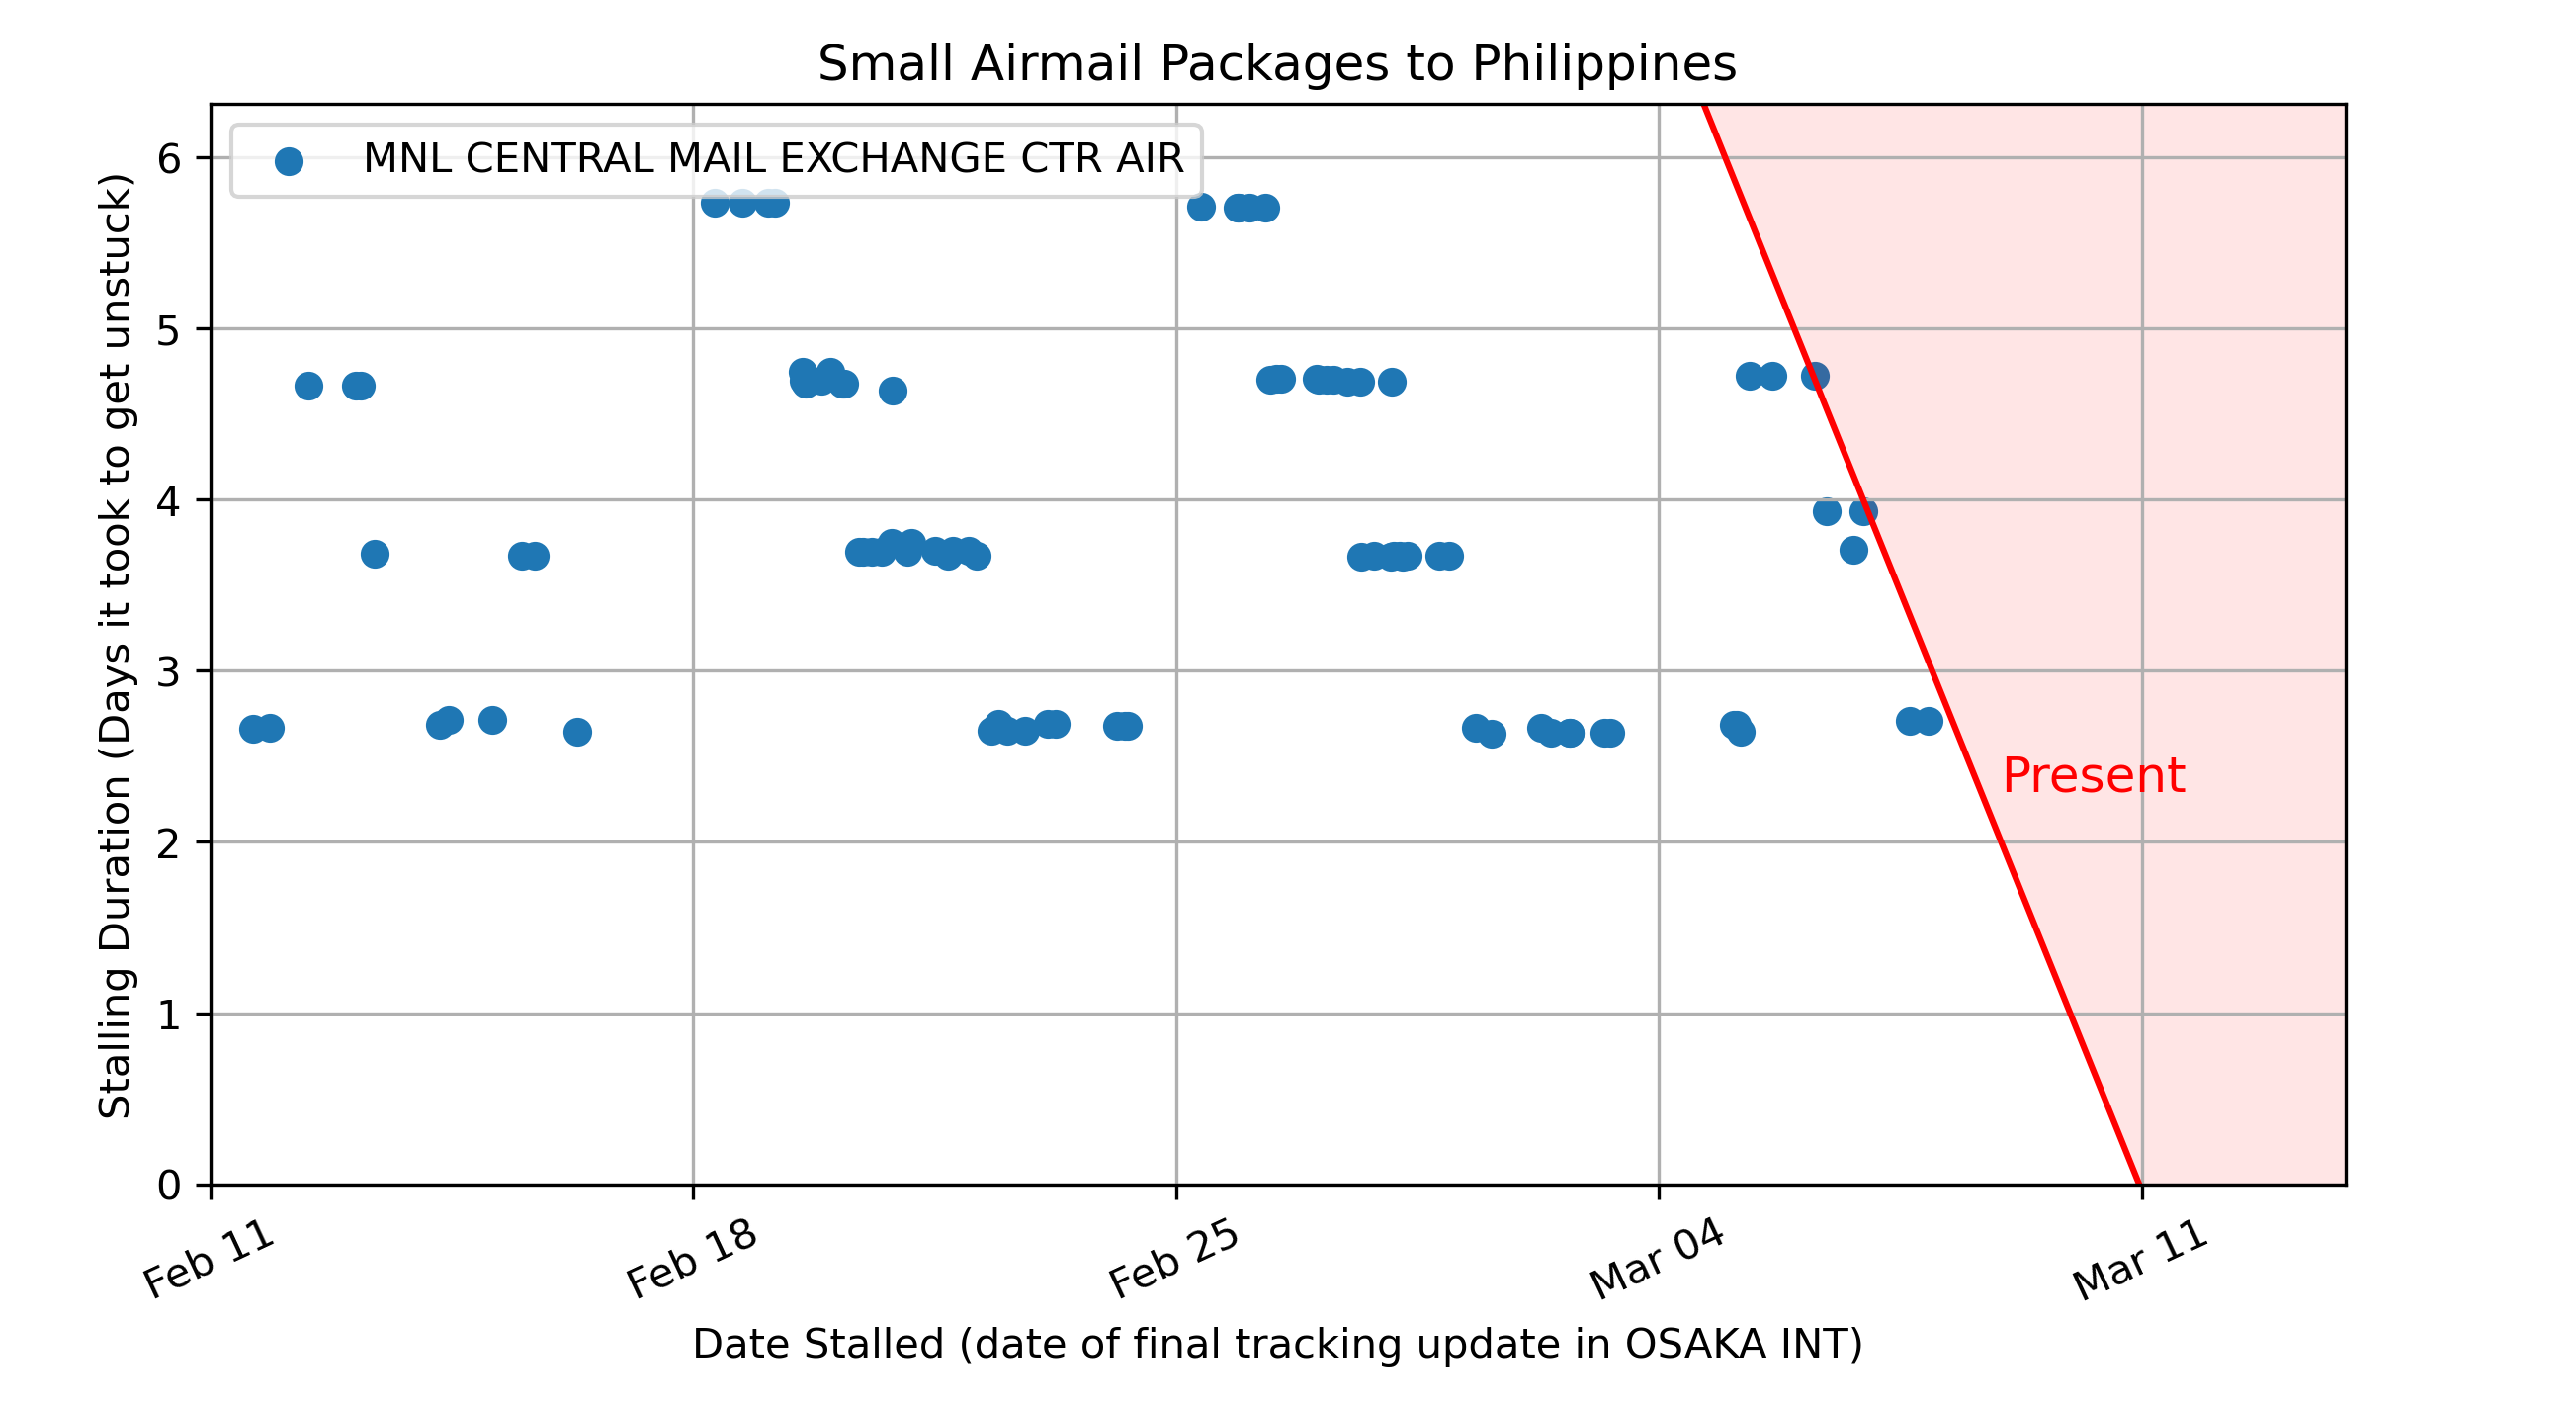 Small Airmail Packages to Philippines
MNL CENTRAL MAIL EXCHANGE CTR AIR
Stalling Duration (Days it took to get unstuck)
6
5
4
3
2
1
0
Present
Feb 11
Feb 18
Feb 25
Mar 04
Mar 11
Date Stalled (date of final tracking update in OSAKA INT)